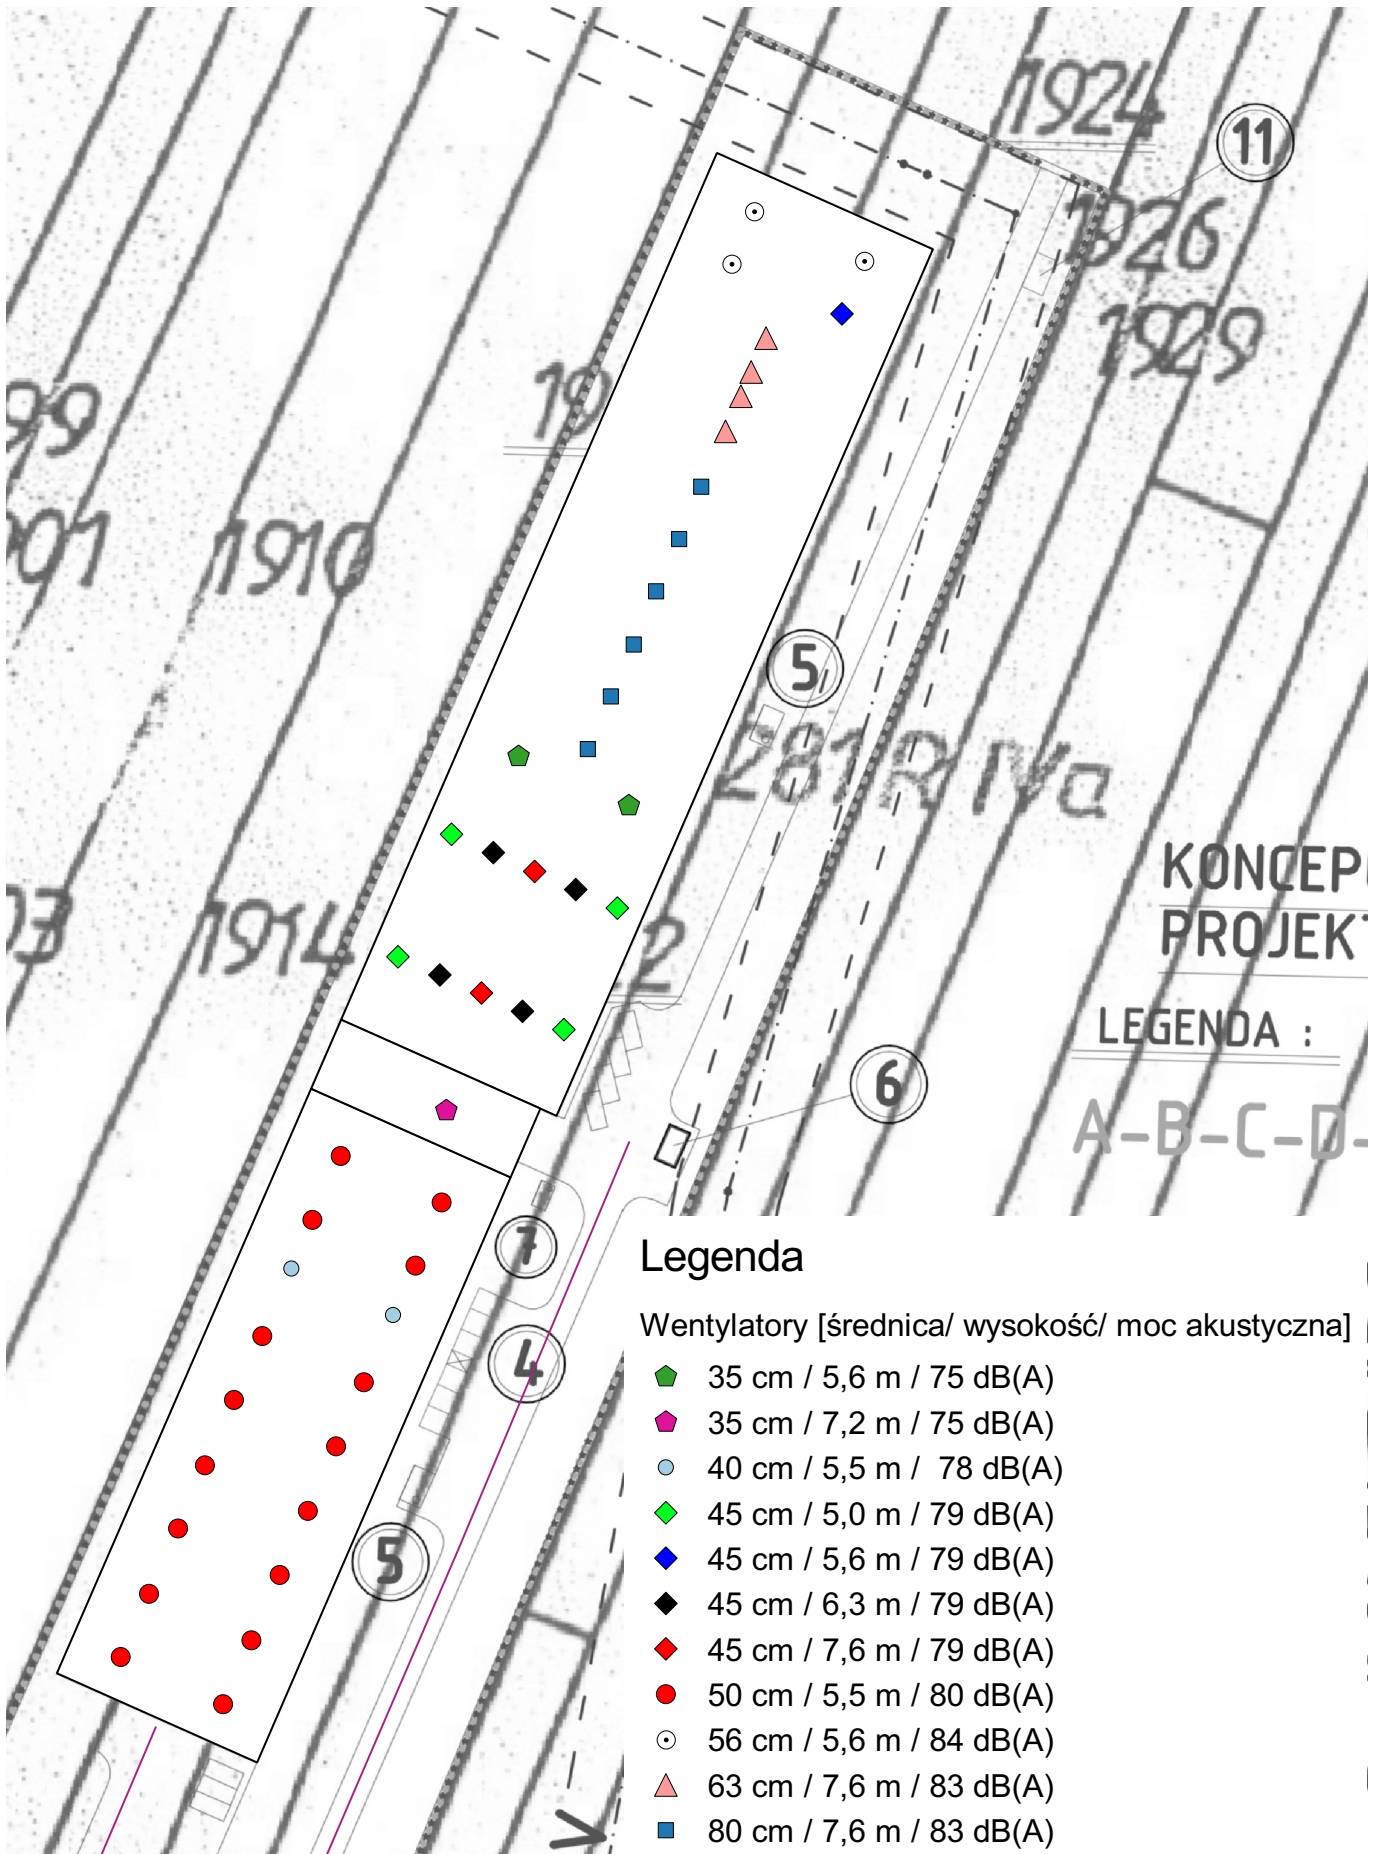 1924
11
1926
1929
19
99
01
1910
5
281R IVa
KONCEP
PROJEKT
03
1914
2
LEGENDA :
6
A-B-C-D-
7
4
5
Legenda
Wentylatory [średnica/ wysokość/ moc akustyczna]
35 cm / 5,6 m / 75 dB(A)
35 cm / 7,2 m / 75 dB(A)
40 cm / 5,5 m / 78 dB(A)
45 cm / 5,0 m / 79 dB(A)
45 cm / 5,6 m / 79 dB(A)
45 cm / 6,3 m / 79 dB(A)
45 cm / 7,6 m / 79 dB(A)
50 cm / 5,5 m / 80 dB(A)
56 cm / 5,6 m / 84 dB(A)
63 cm / 7,6 m / 83 dB(A)
80 cm / 7,6 m / 83 dB(A)